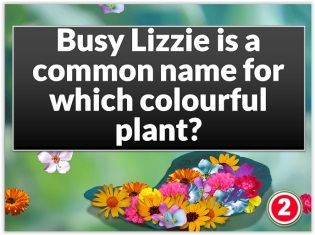 Busy Lizzie is a
common name for
which colourful
plant?
2